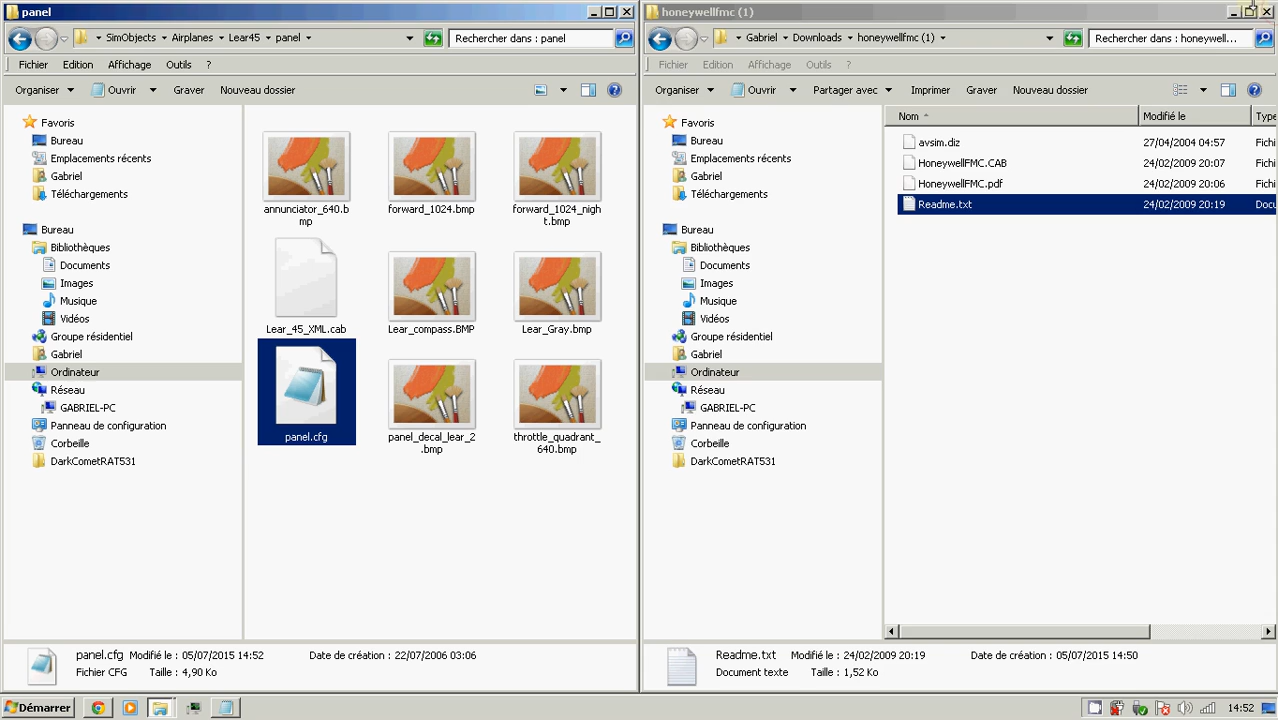 panel
SimObjects ▸ Airplanes ▸ Lear45 ▸ panel ▸
Rechercher dans : panel
Fichier Edition Affichage Outils ?
Organiser Ouvrir Graver Nouveau dossier
Favoris
Bureau
Emplacements récents
Gabriel
Téléchargements
Bureau
Bibliothèques
Documents
Images
Musique
Vidéos
Groupe résidentiel
Gabriel
Ordinateur
Réseau
GABRIEL-PC
Panneau de configuration
Corbeille
DarkCometRAT531
annunciator_640.b
mp
forward_1024.bmp
forward_1024_nigh
t.bmp
Lear_45_XML.cab
Lear_compass.BMP
Lear_Gray.bmp
panel.cfg
panel_decal_lear_2
.bmp
throttle_quadrant_
640.bmp
panel.cfg Modifié le : 05/07/2015 14:52 Date de création : 22/07/2006 03:06
Fichier CFG Taille : 4,90 Ko
honeywellfmc (1)
Gabriel ▸ Downloads ▸ honeywellfmc (1) ▸
Rechercher dans : honeywell...
Fichier Edition Affichage Outils ?
Organiser Ouvrir Partager avec Imprimer Graver Nouveau dossier
Favoris
Bureau
Emplacements récents
Gabriel
Téléchargements
Bureau
Bibliothèques
Documents
Images
Musique
Vidéos
Groupe résidentiel
Gabriel
Ordinateur
Réseau
GABRIEL-PC
Panneau de configuration
Corbeille
DarkCometRAT531
Nom Modifié le Type
avsim.diz 27/04/2004 04:57 Fichi
HoneywellFMC.CAB 24/02/2009 20:07 Fichi
HoneywellFMC.pdf 24/02/2009 20:06 Fichi
Readme.txt 24/02/2009 20:19 Docu
Readme.txt Modifié le : 24/02/2009 20:19 Date de création : 05/07/2015 14:50
Document texte Taille : 1,52 Ko
Démarrer
14:52